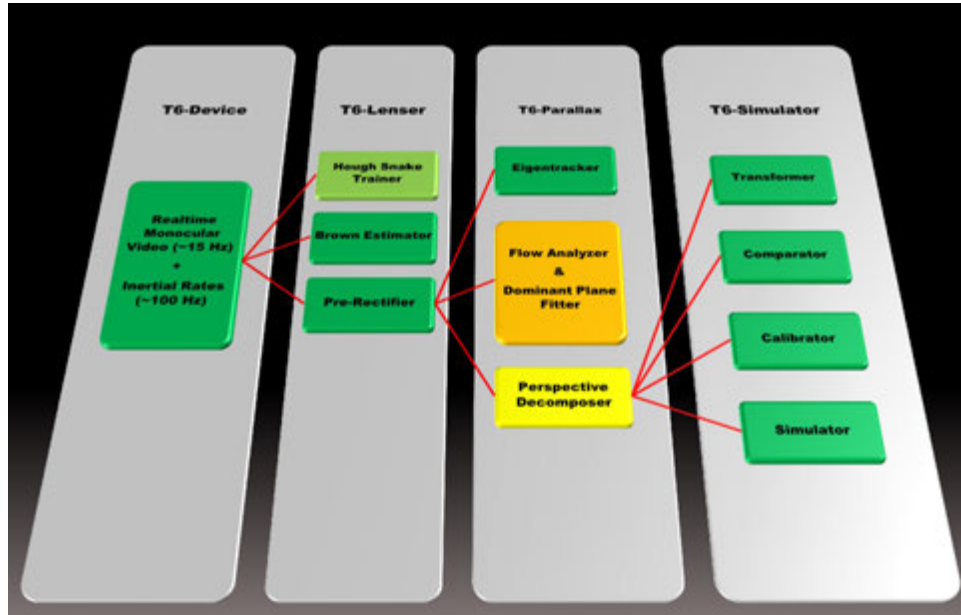 T6-Device
Realtime
Monocular
Video (~15 Hz)
+
Inertial Rates
(~100 Hz)
T6-Lenser
Hough Snake
Trainer
Brown Estimator
Pre-Rectifier
T6-Parallax
Eigentracker
Flow Analyzer
&
Dominant Plane
Fitter
Perspective
Decomposer
T6-Simulator
Transformer
Comparator
Calibrator
Simulator